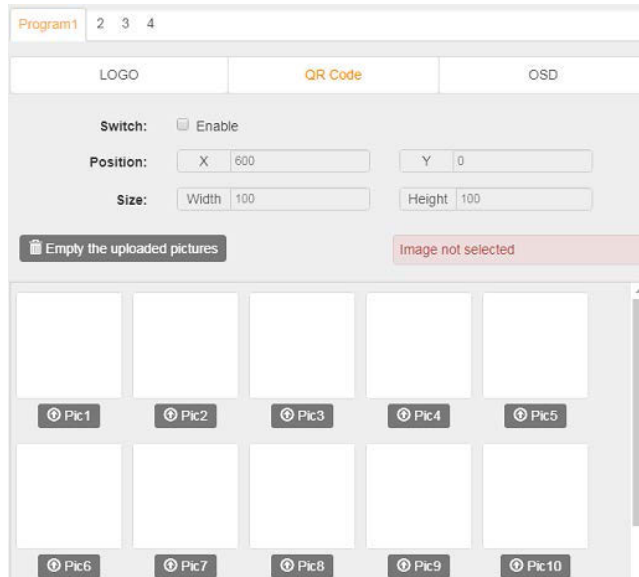 Program1 2 3 4
LOGO QR Code OSD
Switch: Enable
Position: X 600 Y 0
Size: Width 100 Height 100
Empty the uploaded pictures Image not selected
Pic1 Pic2 Pic3 Pic4 Pic5
Pic6 Pic7 Pic8 Pic9 Pic10